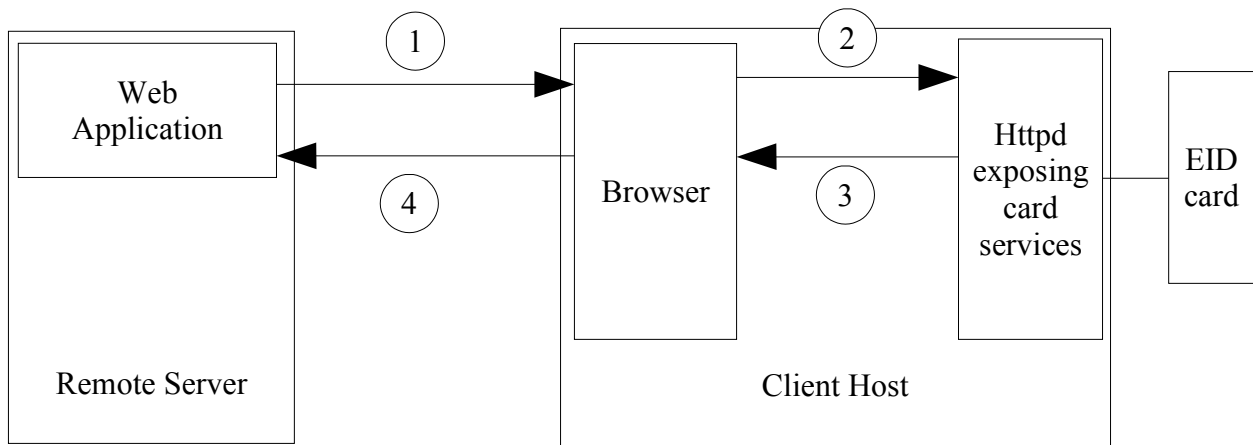 1
2
Web
Application
Httpd
exposing
card
services
EID
card
Browser
4
3
Remote Server
Client Host